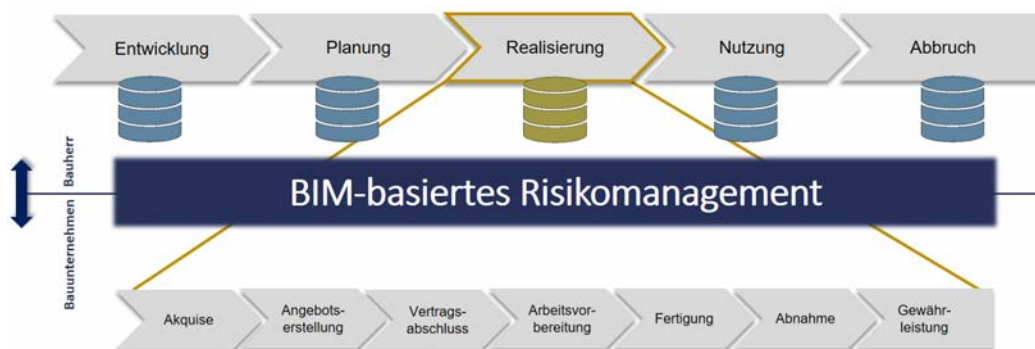 Entwicklung
Planung
Realisierung
Nutzung
Abbruch
Bauherr
BIM-basiertes Risikomanagement
Bauunternehmen
Akquise
Angebots-
erstellung
Vertrags-
abschluss
Arbeitsvor-
bereitung
Fertigung
Abnahme
Gewähr-
leistung